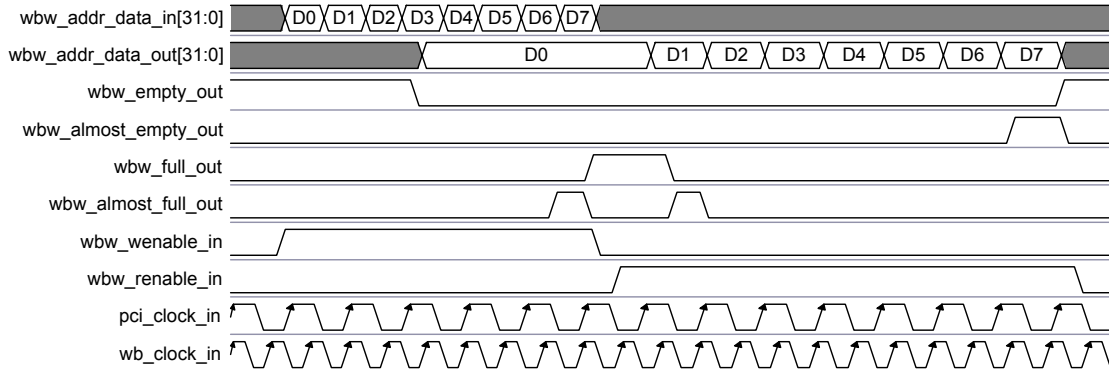 wbw_addr_data_in[31:0] D0 D1 D2 D3 D4 D5 D6 D7
wbw_addr_data_out[31:0] D0 D1 D2 D3 D4 D5 D6 D7
wbw_empty_out
wbw_almost_empty_out
wbw_full_out
wbw_almost_full_out
wbw_wenable_in
wbw_renable_in
pci_clock_in
wb_clock_in